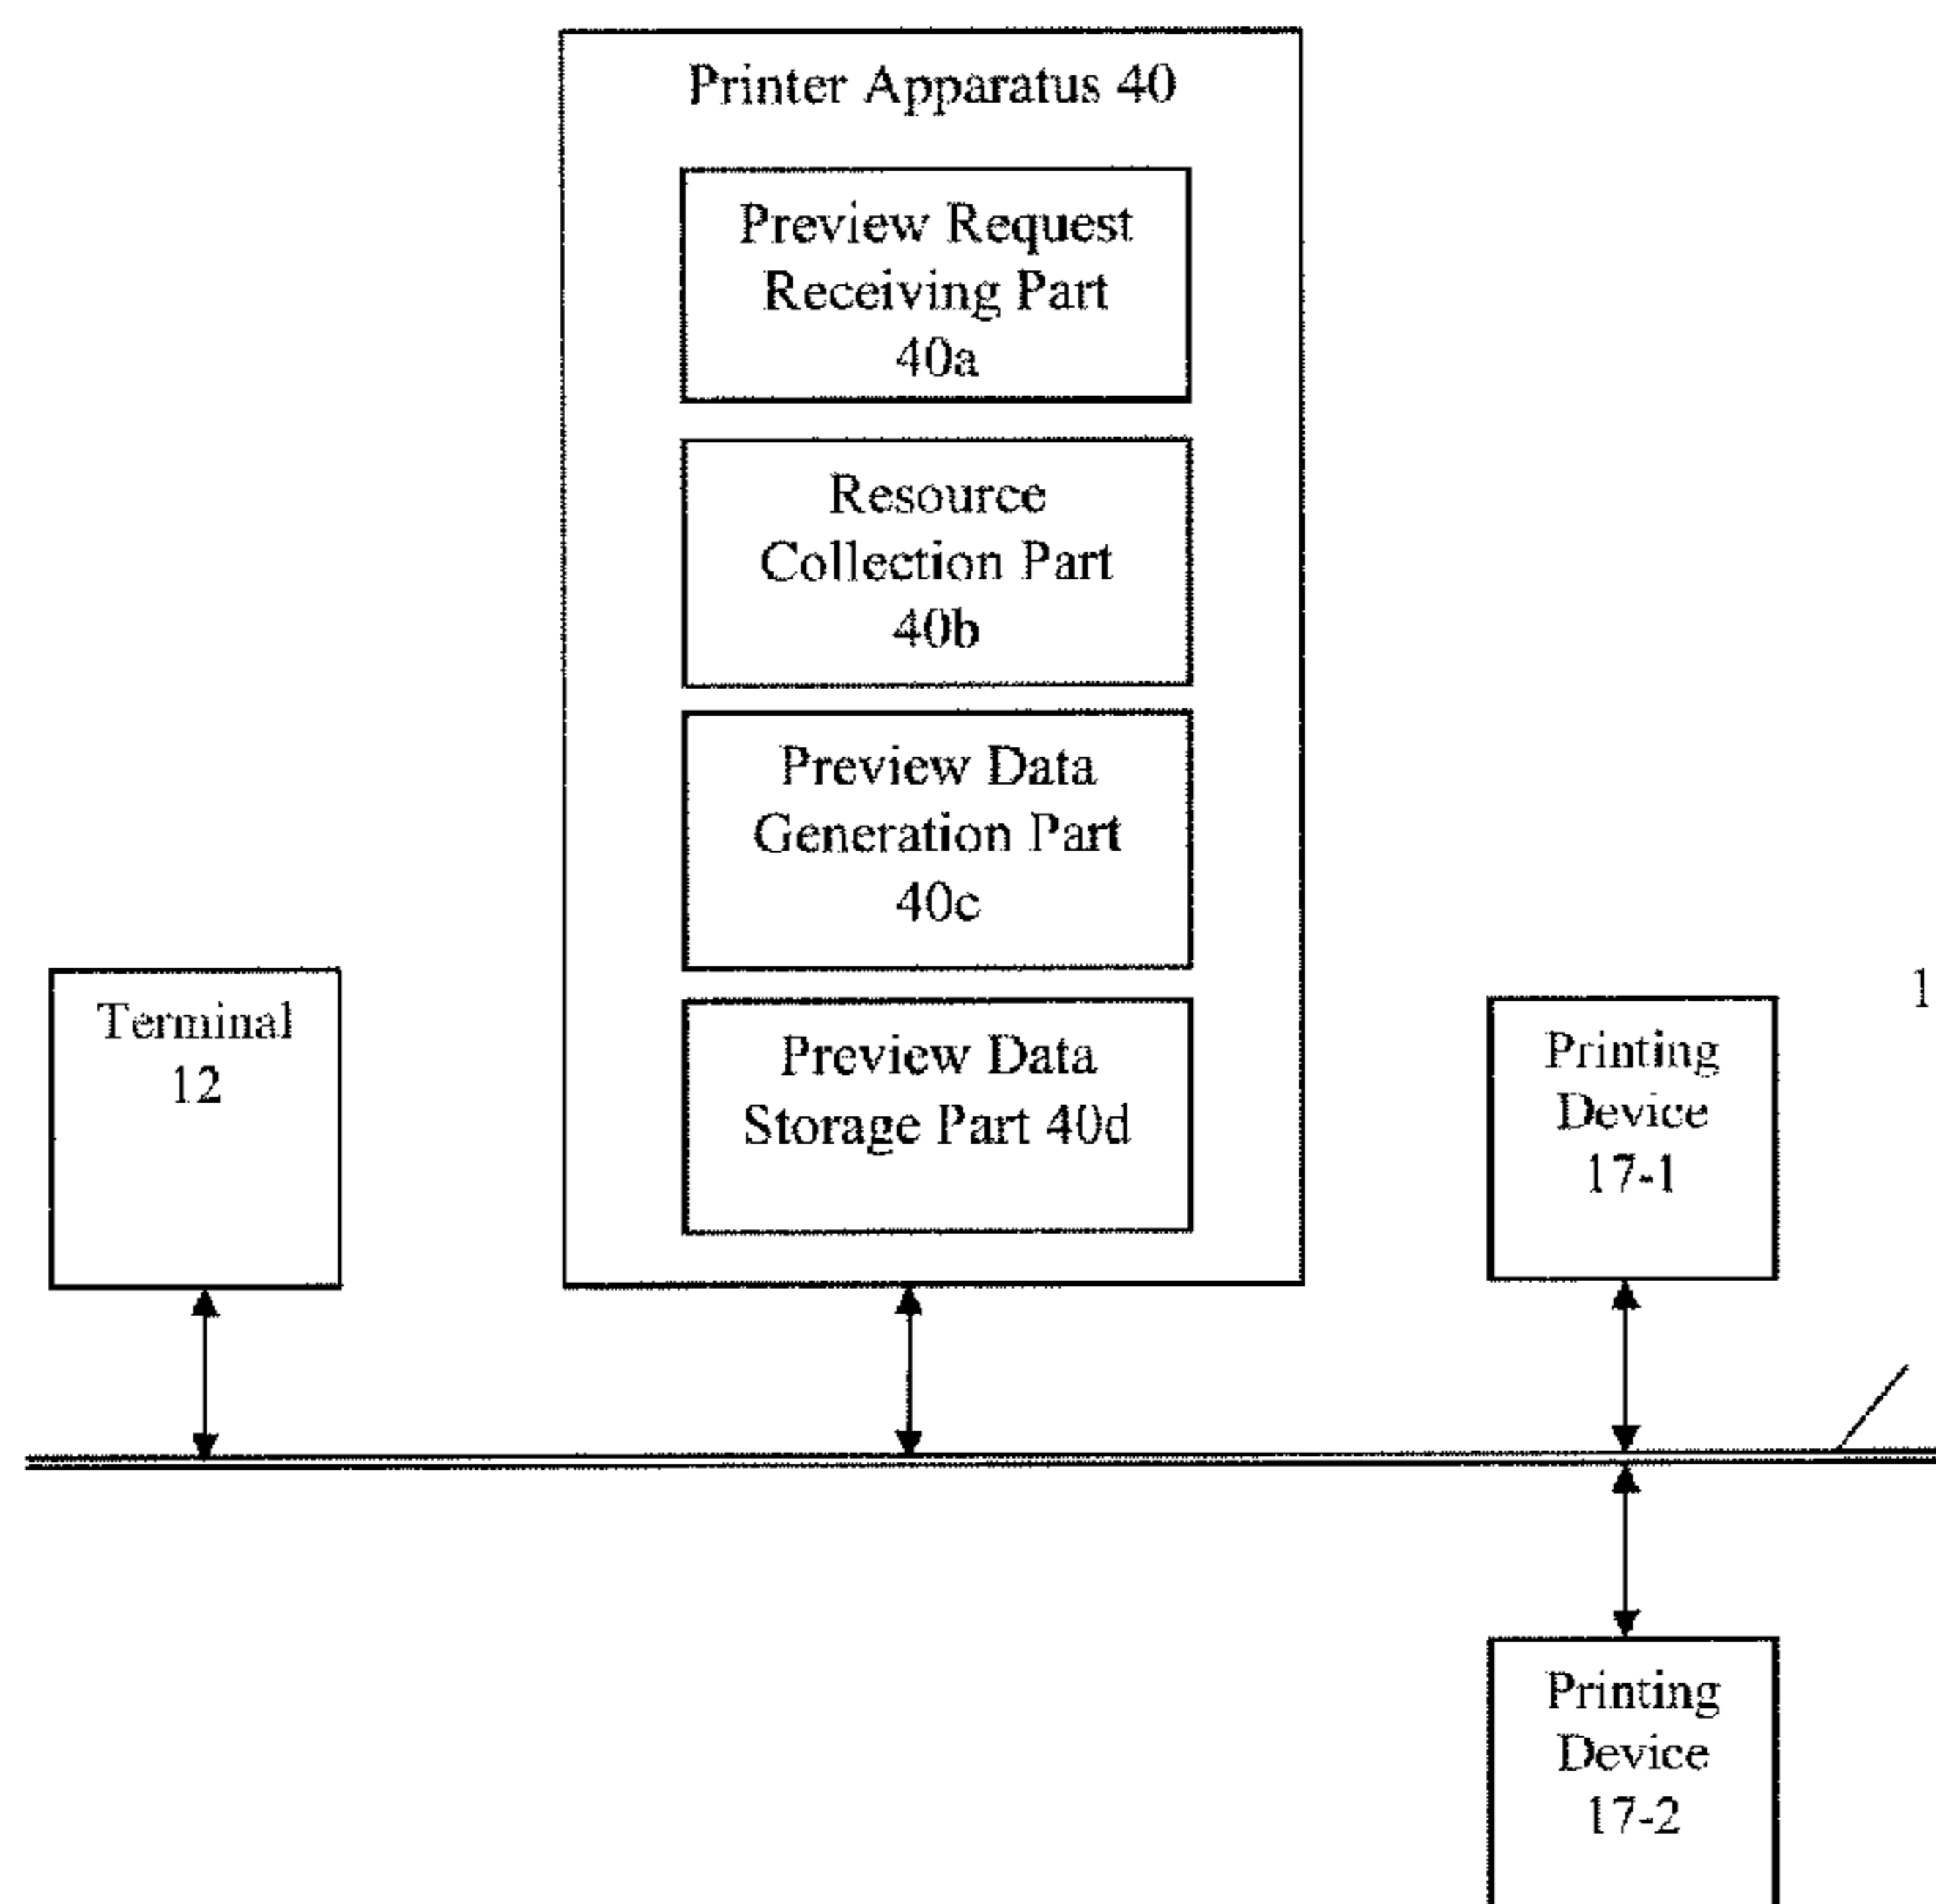 Printer Apparatus 40
Preview Request
Receiving Part
40a
Resource
Collection Part
40b
Preview Data
Generation Part
40c
Preview Data
Storage Part 40d
Terminal
12
Printing
Device
17-1
1
Printing
Device
17-2